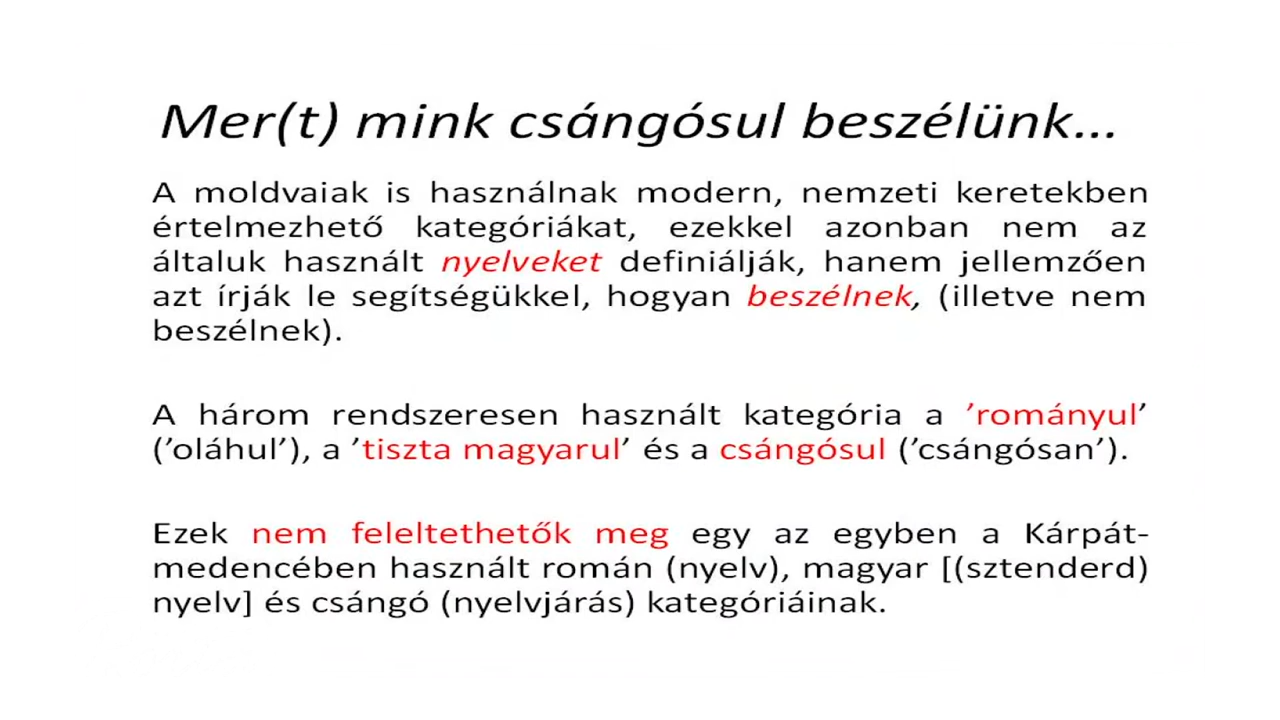 Mer(t) mink csángósul beszélünk...
A moldvaiak is használnak modern, nemzeti keretekben
értelmezhető kategóriákat, ezekkel azonban nem az
általuk használt nyelveket definiálják, hanem jellemzően
azt írják le segítségükkel, hogyan beszélnek, (illetve nem
beszélnek).
A három rendszeresen használt kategória a ’rományul’
(’oláhul’), a ’tiszta magyarul’ és a csángósul (’csángósan’).
Ezek nem feleltethetők meg egy az egyben a Kárpát-
medencében használt román (nyelv), magyar [(sztenderd)
nyelv] és csángó (nyelvjárás) kategóriáinak.